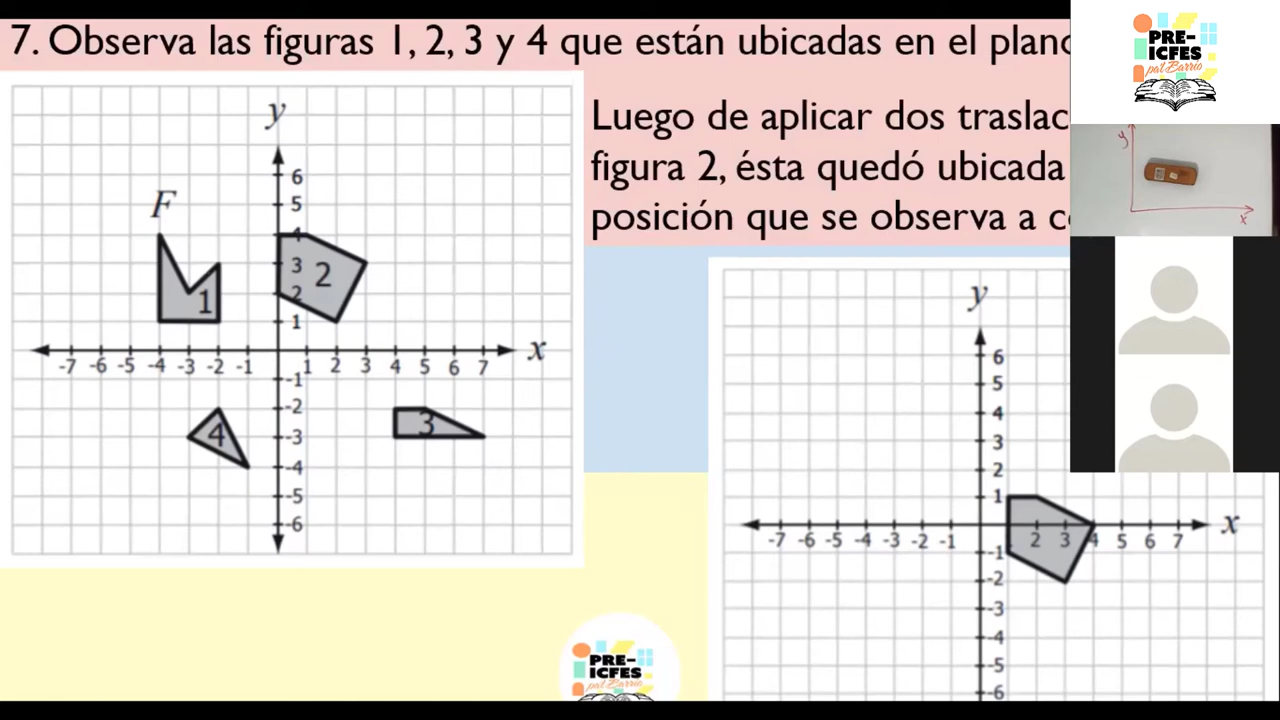 7. Observa las figuras 1, 2, 3 y 4 que están ubicadas en el plano
PRE-
ICFES
pa'l Barrio
Luego de aplicar dos traslac
figura 2, ésta quedó ubicada
posición que se observa a c
y
6
5
4
3
2
1
-7 -6 -5 -4 -3 -2 -1 1 2 3 4 5 6 7 x
-1
-2
-3
-4
-5
-6
F
1
2
3
4
y
x
y
6
5
4
3
2
1
-7 -6 -5 -4 -3 -2 -1 2 3 4 5 6 7 x
-1
-2
-3
-4
-5
-6
PRE-
ICFES
pa'l Barrio